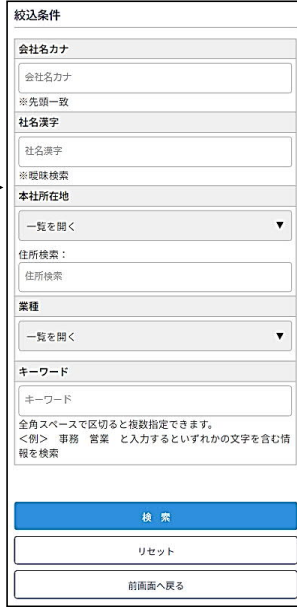 絞込条件
会社名カナ
会社名カナ
※先頭一致
社名漢字
社名漢字
※曖昧検索
本社所在地
一覧を開く ▼
住所検索：
住所検索
業種
一覧を開く ▼
キーワード
キーワード
全角スペースで区切ると複数指定できます。
＜例＞　事務　営業　と入力するといずれかの文字を含む情
報を検索
検　索
リセット
前画面へ戻る